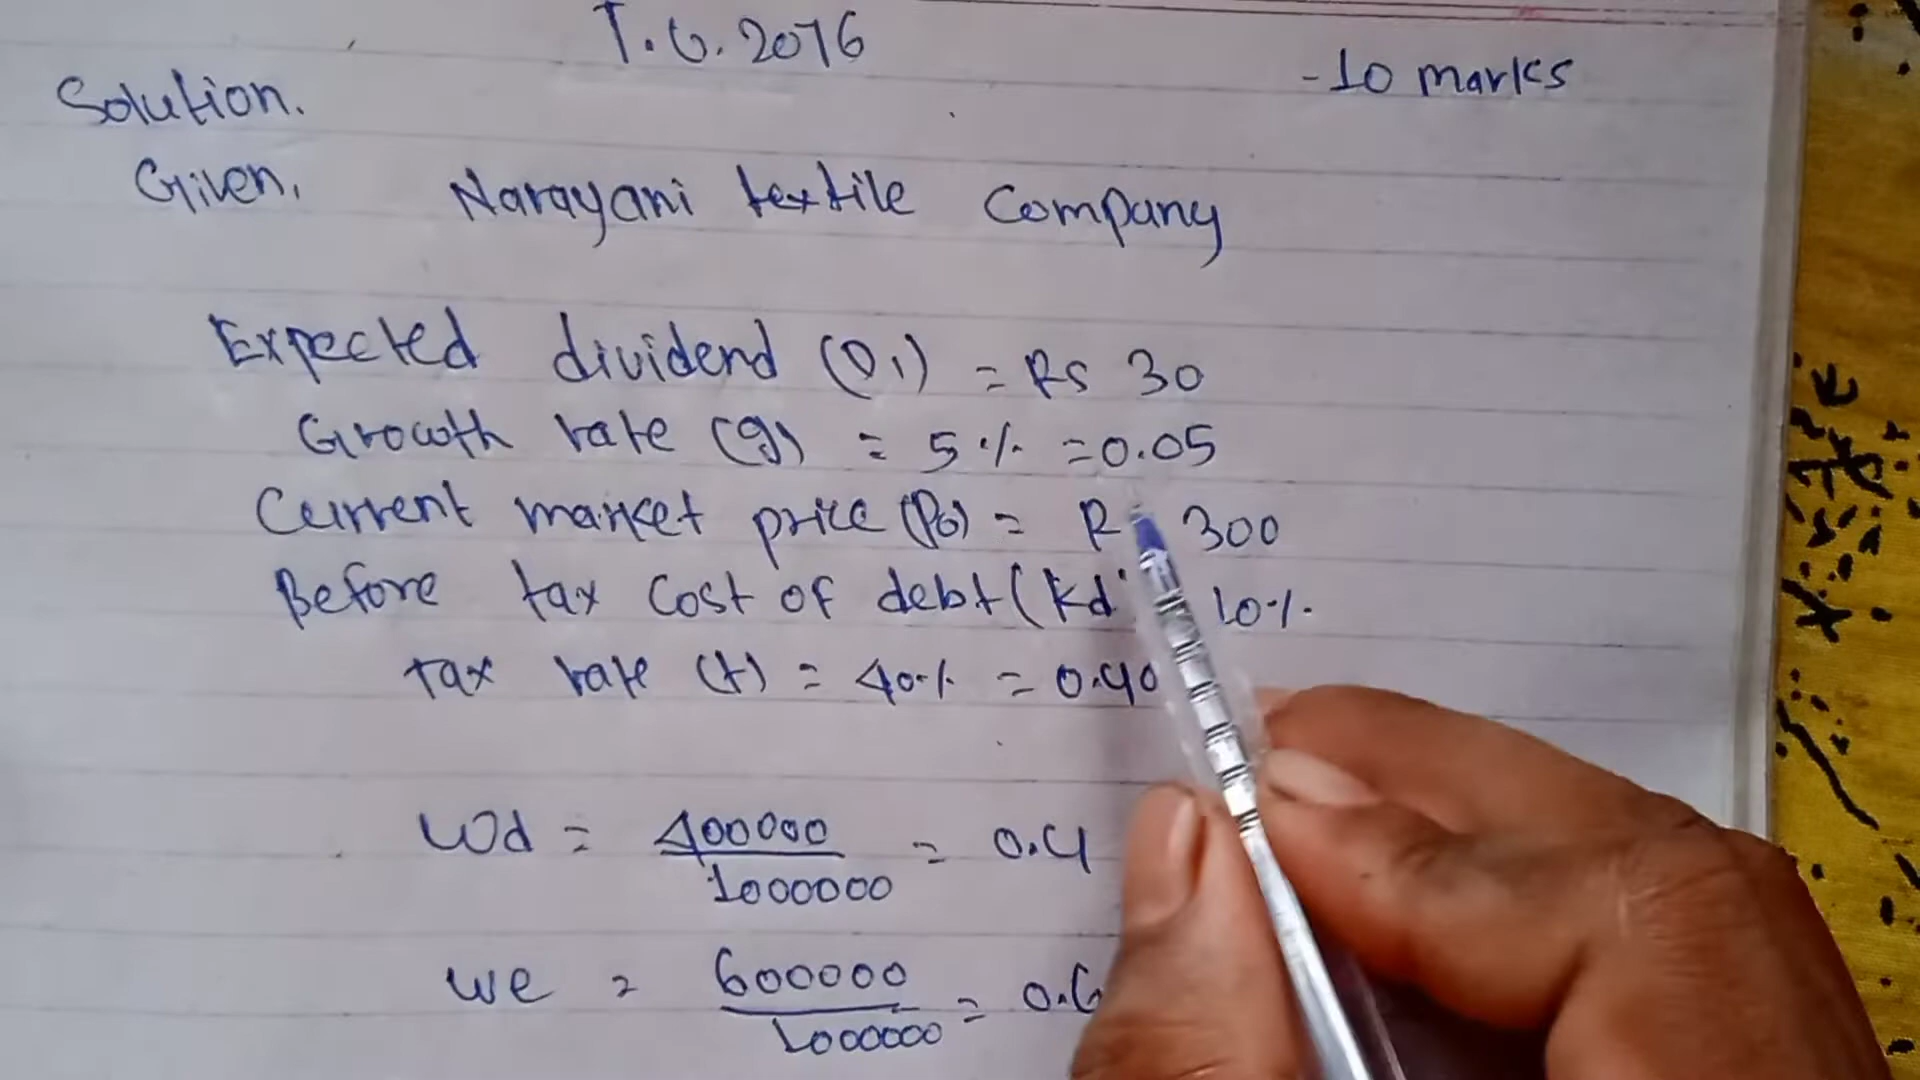 T.U. 2076
-10 marks
Solution.
Given, Narayani textile Company
Expected dividend (D1) = Rs 30
Growth rate (g) = 5% = 0.05
Current market price (P0) = R 300
Before tax cost of debt (Kd 10%
tax rate (t) = 40% = 0.40
Wd = 400000 / 1000000 = 0.4
We = 600000 / 1000000 = 0.6